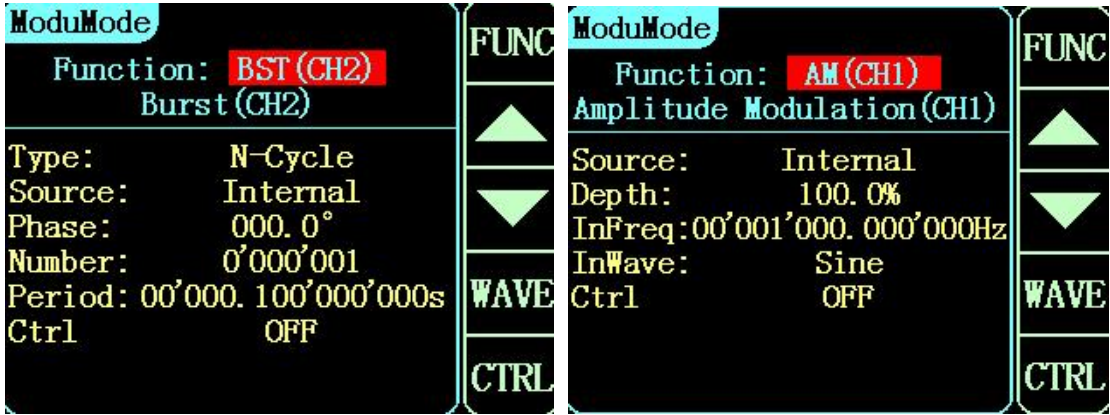 ModuMode
Function: BST(CH2)
Burst(CH2)
Type: N-Cycle
Source: Internal
Phase: 000.0°
Number: 0'000'001
Period: 00'000.100'000'000s
Ctrl OFF
FUNC
WAVE
CTRL
ModuMode
Function: AM(CH1)
Amplitude Modulation(CH1)
Source: Internal
Depth: 100.0%
InFreq:00'001'000.000'000Hz
InWave: Sine
Ctrl OFF
FUNC
WAVE
CTRL